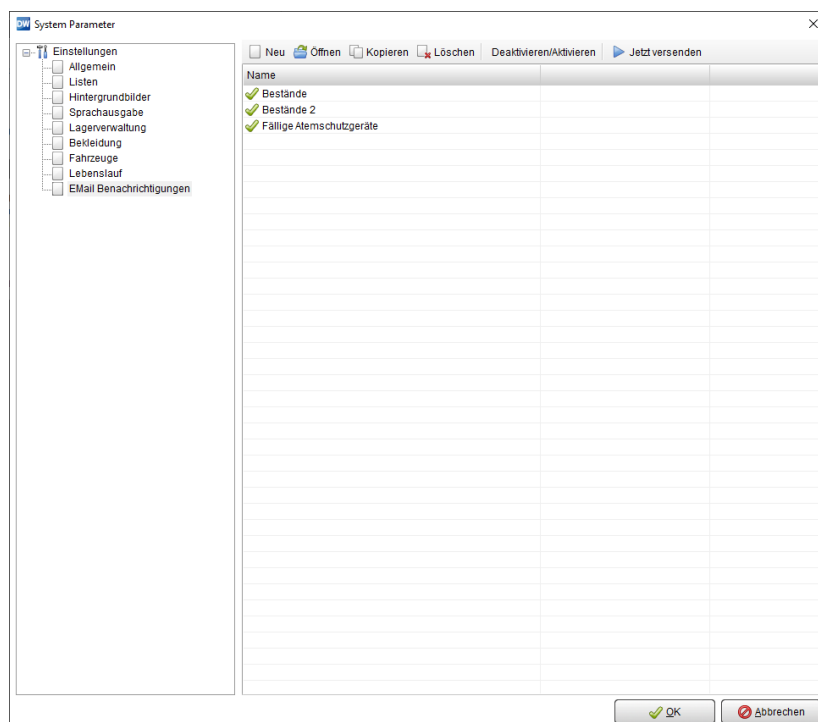 DW System Parameter
Einstellungen
Allgemein
Listen
Hintergrundbilder
Sprachausgabe
Lagerverwaltung
Bekleidung
Fahrzeuge
Lebenslauf
EMail Benachrichtigungen
Neu Öffnen Kopieren Löschen Deaktivieren/Aktivieren Jetzt versenden
Name
Bestände
Bestände 2
Fällige Atemschutzgeräte
OK Abbrechen